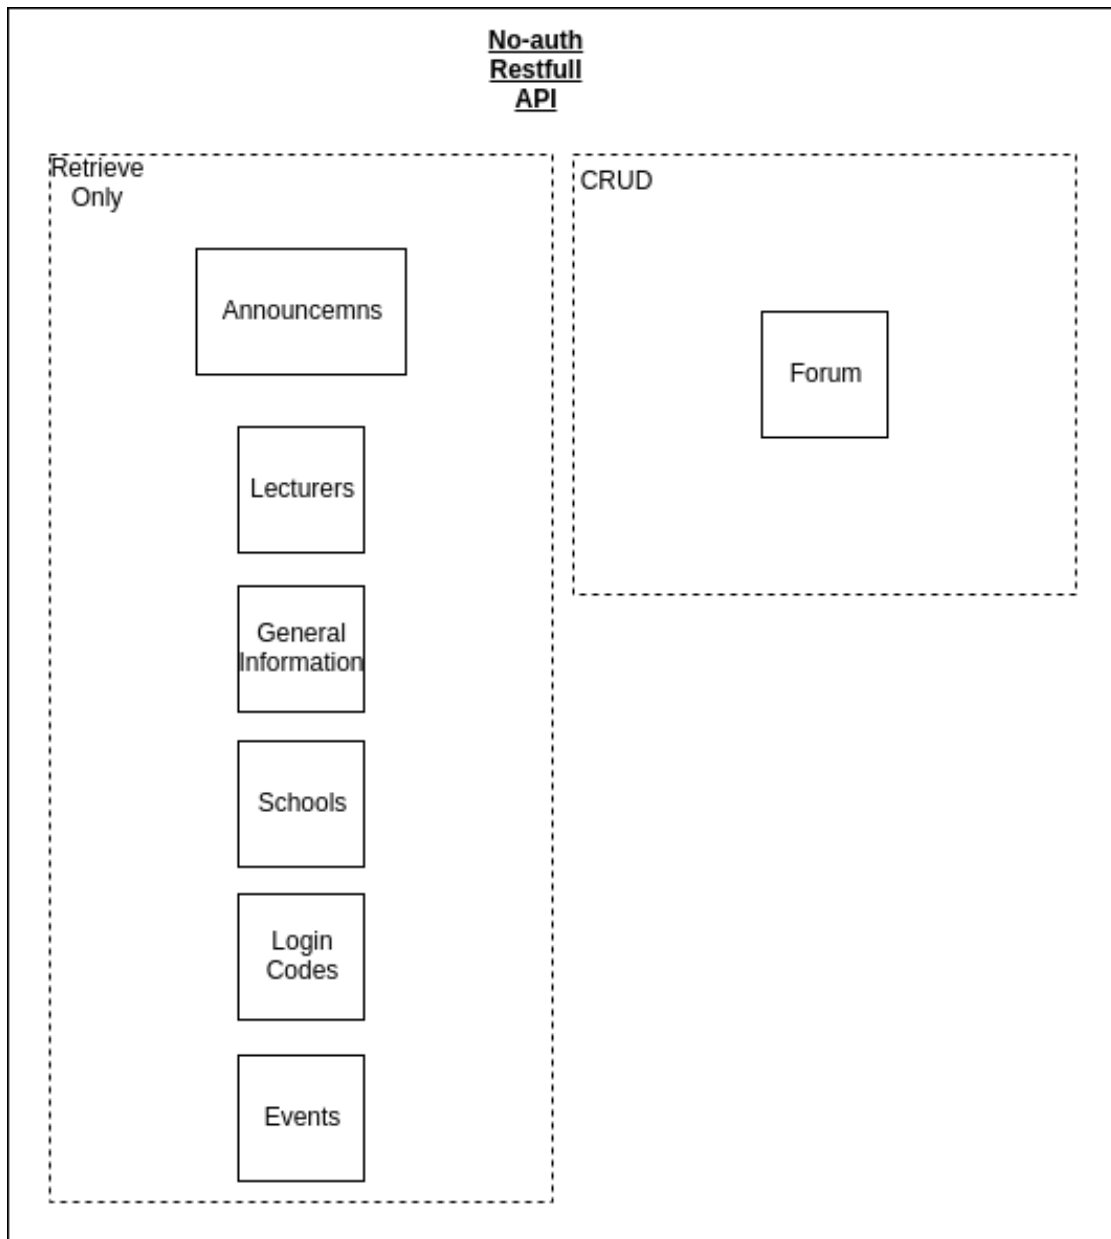 No-auth
Restfull
API
Retrieve
Only
Announcemns
Lecturers
General
Information
Schools
Login
Codes
Events
CRUD
Forum